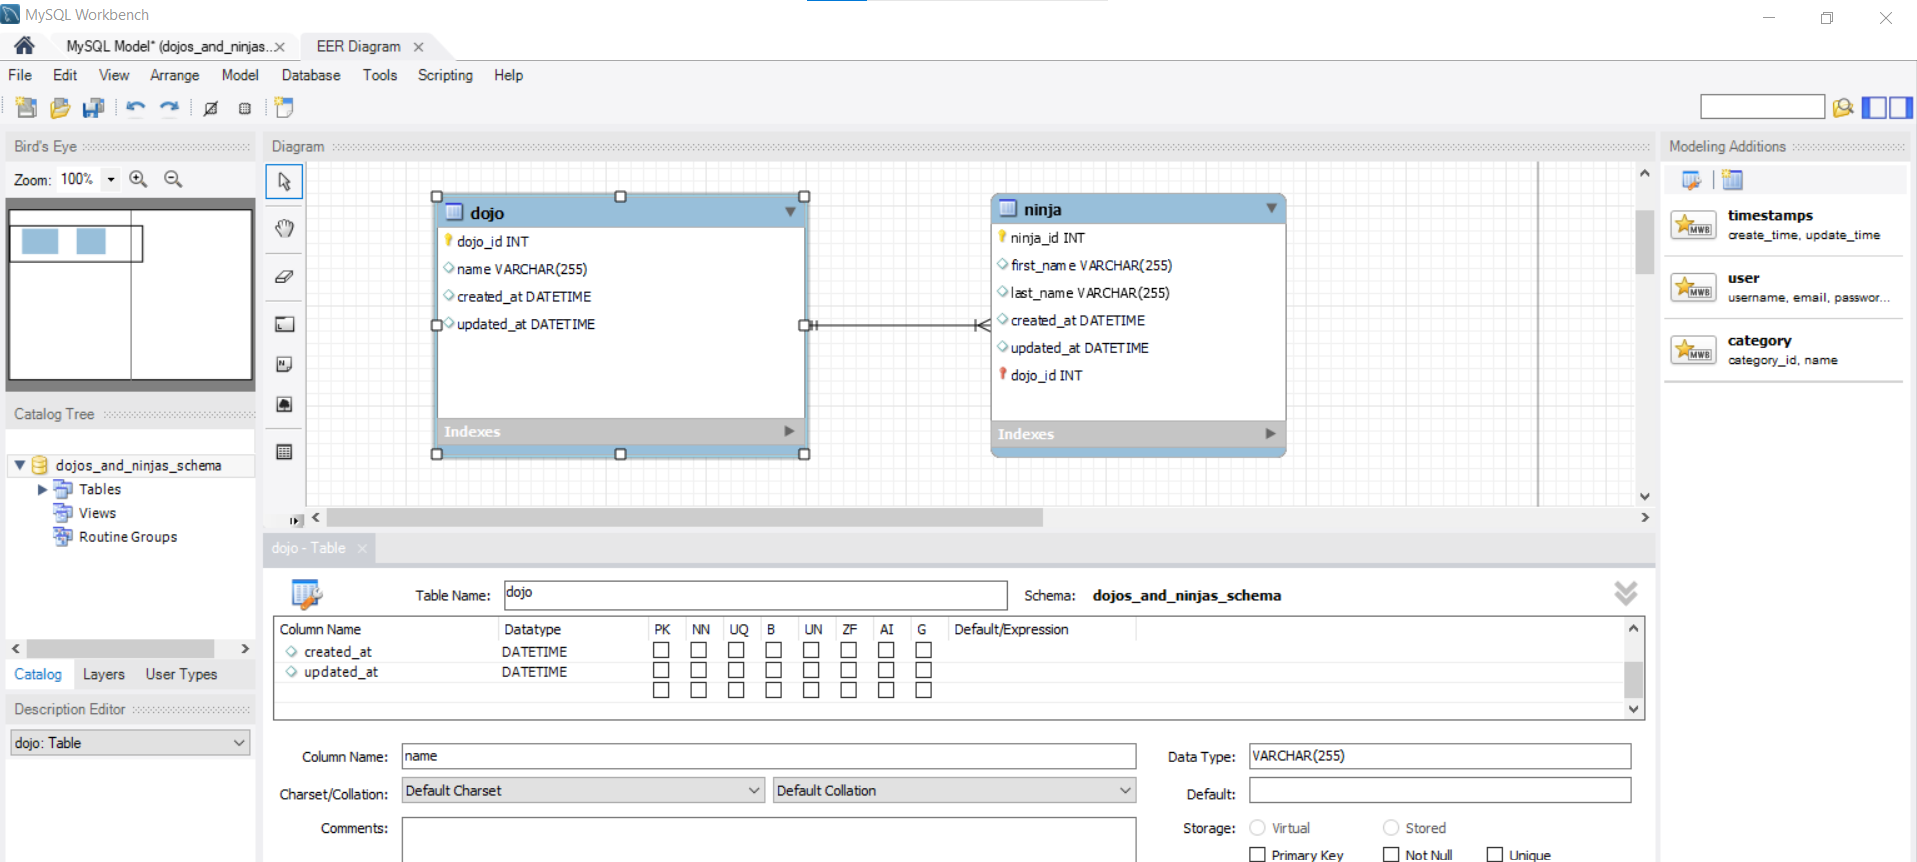 MySQL Workbench
MySQL Model* (dojos_and_ninjas..
EER Diagram
File Edit View Arrange Model Database Tools Scripting Help
Bird's Eye
Diagram
Modeling Additions
Zoom: 100%
dojo
dojo_id INT
name VARCHAR(255)
created_at DATETIME
updated_at DATETIME
Indexes
ninja
ninja_id INT
first_name VARCHAR(255)
last_name VARCHAR(255)
created_at DATETIME
updated_at DATETIME
dojo_id INT
Indexes
MWB
timestamps
create_time, update_time
MWB
user
username, email, passwor...
MWB
category
category_id, name
Catalog Tree
dojos_and_ninjas_schema
Tables
Views
Routine Groups
Catalog Layers User Types
Description Editor
dojo: Table
dojo - Table
Table Name: dojo
Schema: dojos_and_ninjas_schema
Column Name Datatype PK NN UQ B UN ZF AI G Default/Expression
created_at DATETIME
updated_at DATETIME
Column Name: name
Data Type: VARCHAR(255)
Charset/Collation: Default Charset Default Collation
Default:
Comments:
Storage: Virtual Stored
Primary Key Not Null Unique